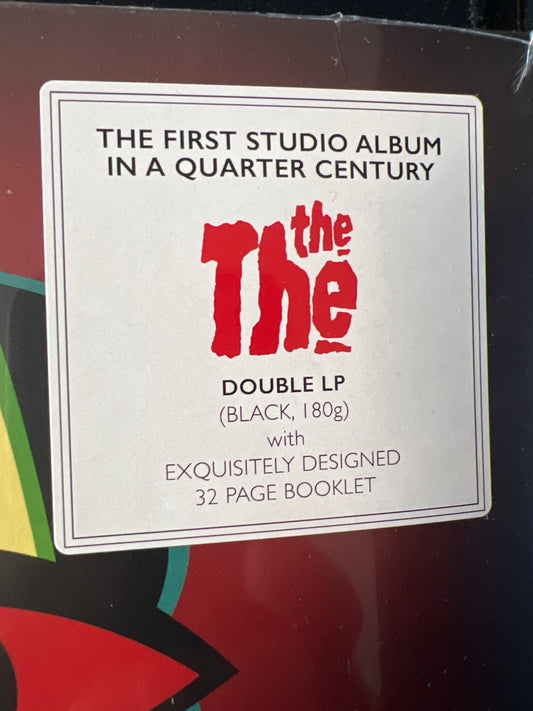 THE FIRST STUDIO ALBUM
IN A QUARTER CENTURY
the
The
DOUBLE LP
(BLACK, 180g)
with
EXQUISITELY DESIGNED
32 PAGE BOOKLET